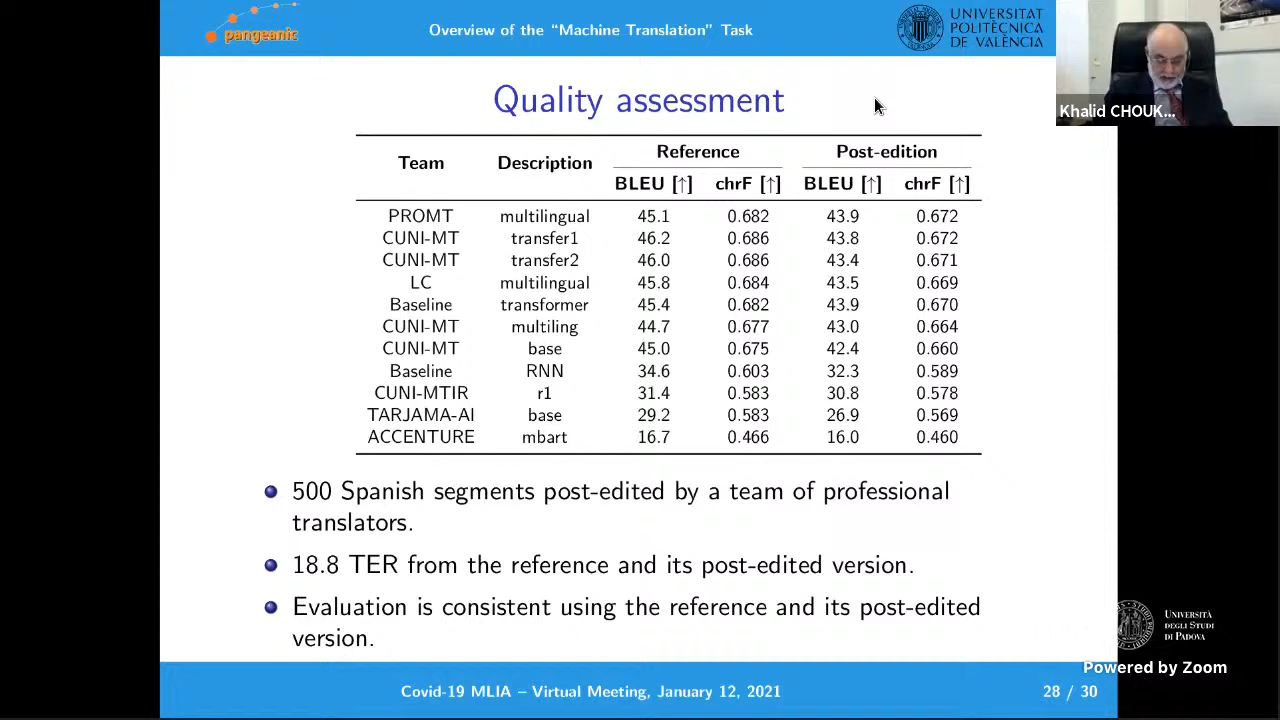 pangeanic
Overview of the “Machine Translation” Task
UNIVERSITAT
POLITÈCNICA
DE VALÈNCIA
Khalid CHOUK...
Quality assessment
Team Description Reference Post-edition
BLEU [↑] chrF [↑] BLEU [↑] chrF [↑]
PROMT multilingual 45.1 0.682 43.9 0.672
CUNI-MT transfer1 46.2 0.686 43.8 0.672
CUNI-MT transfer2 46.0 0.686 43.4 0.671
LC multilingual 45.8 0.684 43.5 0.669
Baseline transformer 45.4 0.682 43.9 0.670
CUNI-MT multiling 44.7 0.677 43.0 0.664
CUNI-MT base 45.0 0.675 42.4 0.660
Baseline RNN 34.6 0.603 32.3 0.589
CUNI-MTIR r1 31.4 0.583 30.8 0.578
TARJAMA-AI base 29.2 0.583 26.9 0.569
ACCENTURE mbart 16.7 0.466 16.0 0.460
500 Spanish segments post-edited by a team of professional
translators.
18.8 TER from the reference and its post-edited version.
Evaluation is consistent using the reference and its post-edited
version.
UNIVERSITÀ
DEGLI STUDI
DI PADOVA
Powered by Zoom
Covid-19 MLIA – Virtual Meeting, January 12, 2021
28 / 30